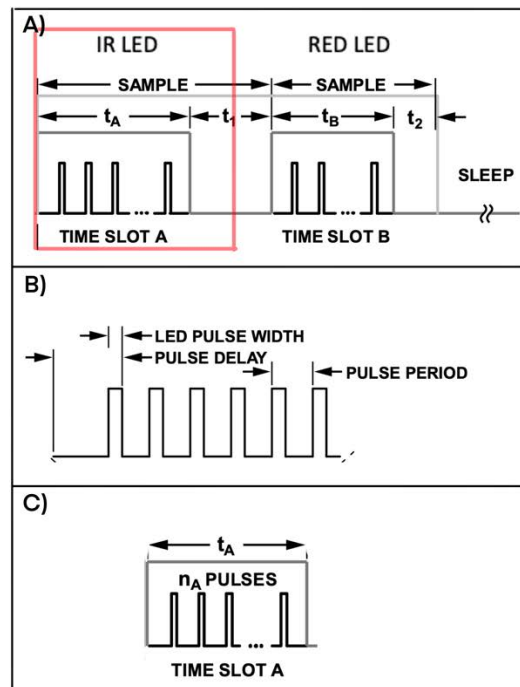 A)
IR LED RED LED
SAMPLE SAMPLE
tA t1 tB t2
SLEEP
...
...
TIME SLOT A TIME SLOT B
B)
LED PULSE WIDTH
PULSE DELAY
PULSE PERIOD
C)
tA
nA PULSES
...
TIME SLOT A